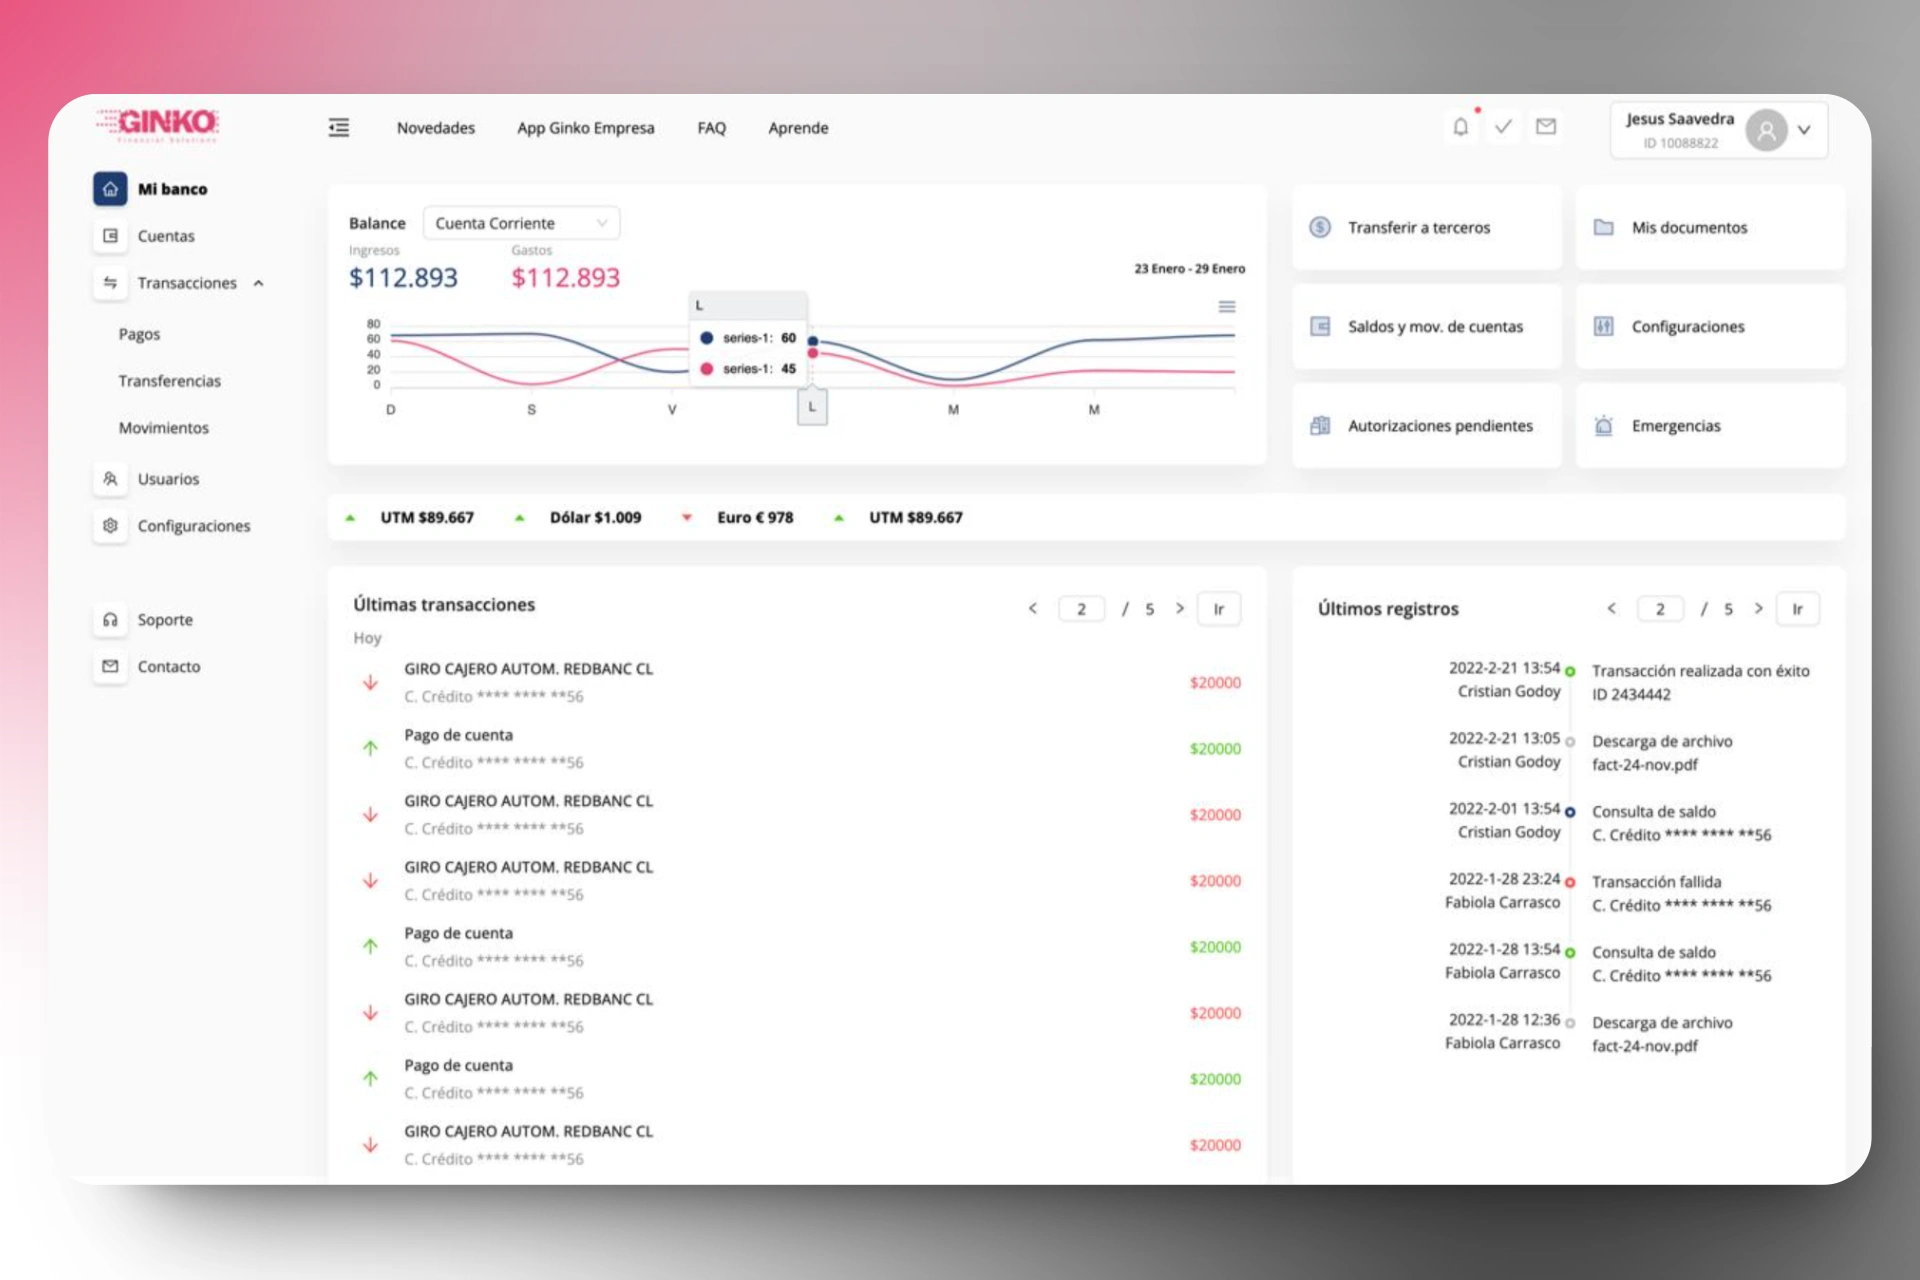 GINKO
Financial Solutions
Novedades
App Ginko Empresa
FAQ
Aprende
Jesus Saavedra
ID 10088822
Mi banco
Cuentas
Transacciones
Pagos
Transferencias
Movimientos
Usuarios
Configuraciones
Soporte
Contacto
Balance
Cuenta Corriente
Ingresos
Gastos
$112.893
$112.893
23 Enero - 29 Enero
80
60
40
20
0
L
series-1: 60
series-1: 45
D
S
V
L
M
M
Transferir a terceros
Mis documentos
Saldos y mov. de cuentas
Configuraciones
Autorizaciones pendientes
Emergencias
UTM $89.667
Dólar $1.009
Euro € 978
UTM $89.667
Últimas transacciones
< 2 / 5 > Ir
Hoy
GIRO CAJERO AUTOM. REDBANC CL
C. Crédito **** **** **56
$20000
Pago de cuenta
C. Crédito **** **** **56
$20000
GIRO CAJERO AUTOM. REDBANC CL
C. Crédito **** **** **56
$20000
GIRO CAJERO AUTOM. REDBANC CL
C. Crédito **** **** **56
$20000
Pago de cuenta
C. Crédito **** **** **56
$20000
GIRO CAJERO AUTOM. REDBANC CL
C. Crédito **** **** **56
$20000
Pago de cuenta
C. Crédito **** **** **56
$20000
GIRO CAJERO AUTOM. REDBANC CL
C. Crédito **** **** **56
$20000
Últimos registros
< 2 / 5 > Ir
2022-2-21 13:54
Cristian Godoy
Transacción realizada con éxito
ID 2434442
2022-2-21 13:05
Cristian Godoy
Descarga de archivo
fact-24-nov.pdf
2022-2-01 13:54
Cristian Godoy
Consulta de saldo
C. Crédito **** **** **56
2022-1-28 23:24
Fabiola Carrasco
Transacción fallida
C. Crédito **** **** **56
2022-1-28 13:54
Fabiola Carrasco
Consulta de saldo
C. Crédito **** **** **56
2022-1-28 12:36
Fabiola Carrasco
Descarga de archivo
fact-24-nov.pdf